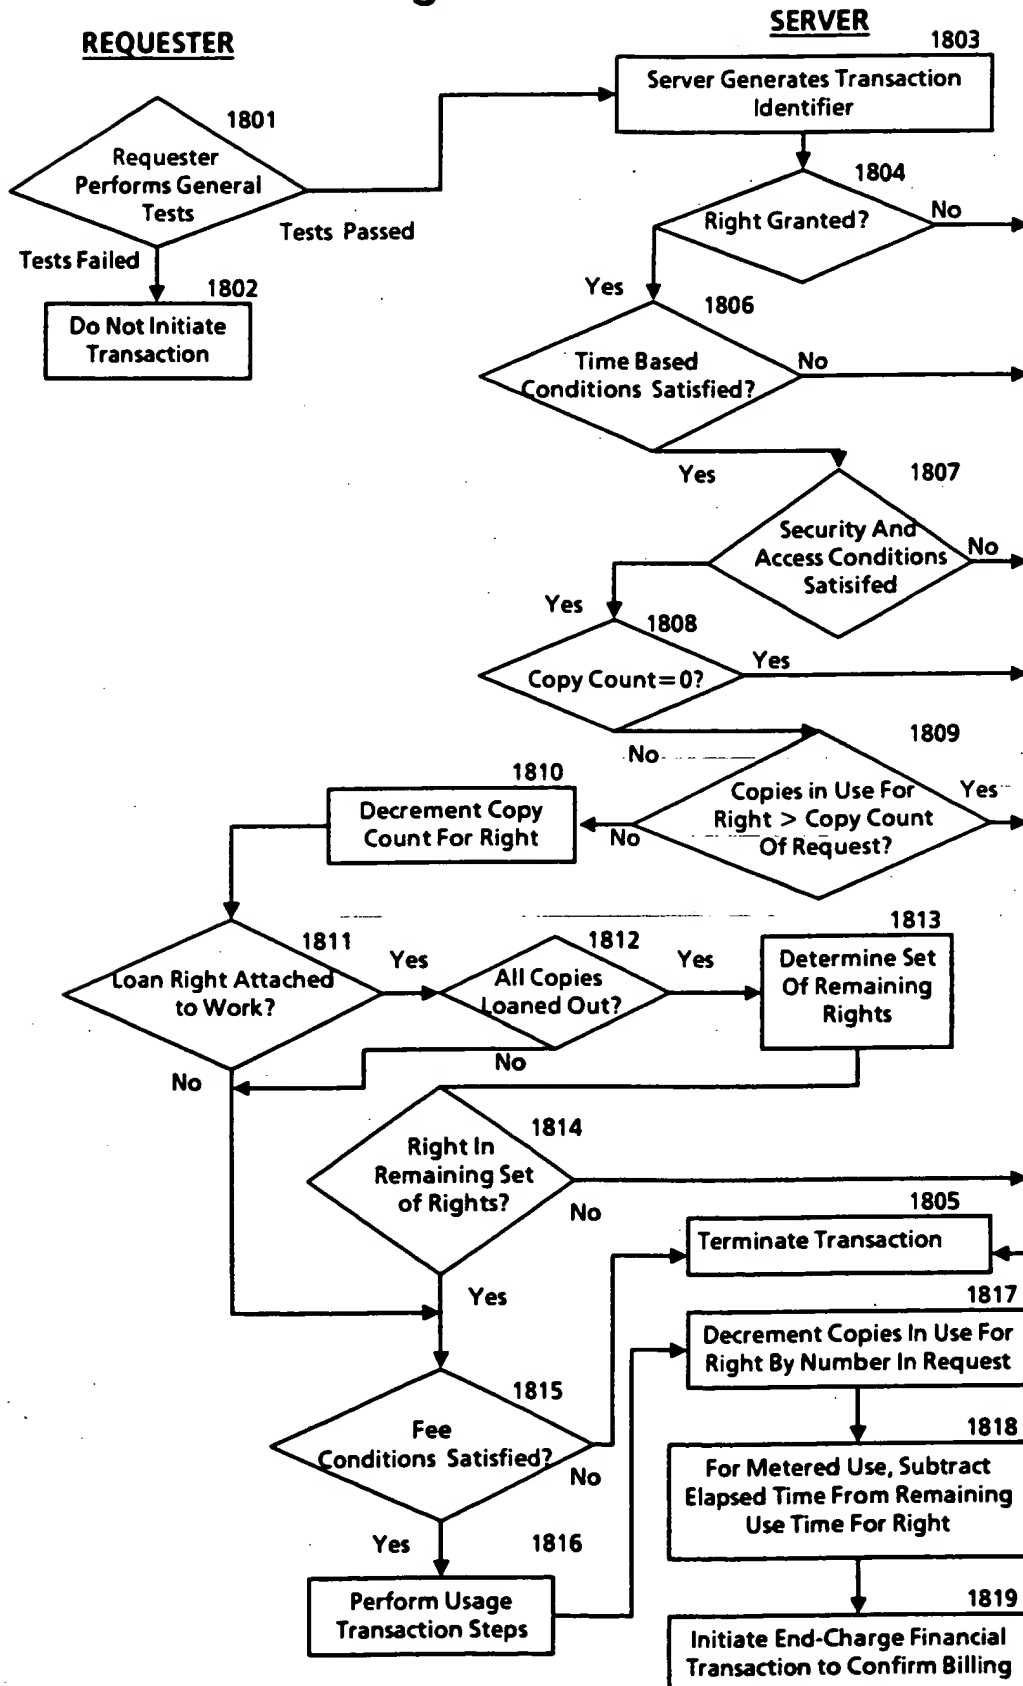 g
REQUESTER
SERVER
1803
Server Generates Transaction
Identifier
1801
Requester
Performs General
Tests
Tests Passed
Tests Failed
1802
Do Not Initiate
Transaction
1804
Right Granted?
No
Yes
1806
Time Based
Conditions Satisfied?
No
Yes
1807
Security And
Access Conditions
Satisifed
No
Yes
1808
Copy Count=0?
Yes
No
1809
Copies in Use For
Right > Copy Count
Of Request?
Yes
No
1810
Decrement Copy
Count For Right
1811
Loan Right Attached
to Work?
Yes
No
1812
All Copies
Loaned Out?
Yes
No
1813
Determine Set
Of Remaining
Rights
1814
Right In
Remaining Set
of Rights?
No
Yes
1805
Terminate Transaction
1815
Fee
Conditions Satisfied?
No
Yes
1816
Perform Usage
Transaction Steps
1817
Decrement Copies In Use For
Right By Number In Request
1818
For Metered Use, Subtract
Elapsed Time From Remaining
Use Time For Right
1819
Initiate End-Charge Financial
Transaction to Confirm Billing